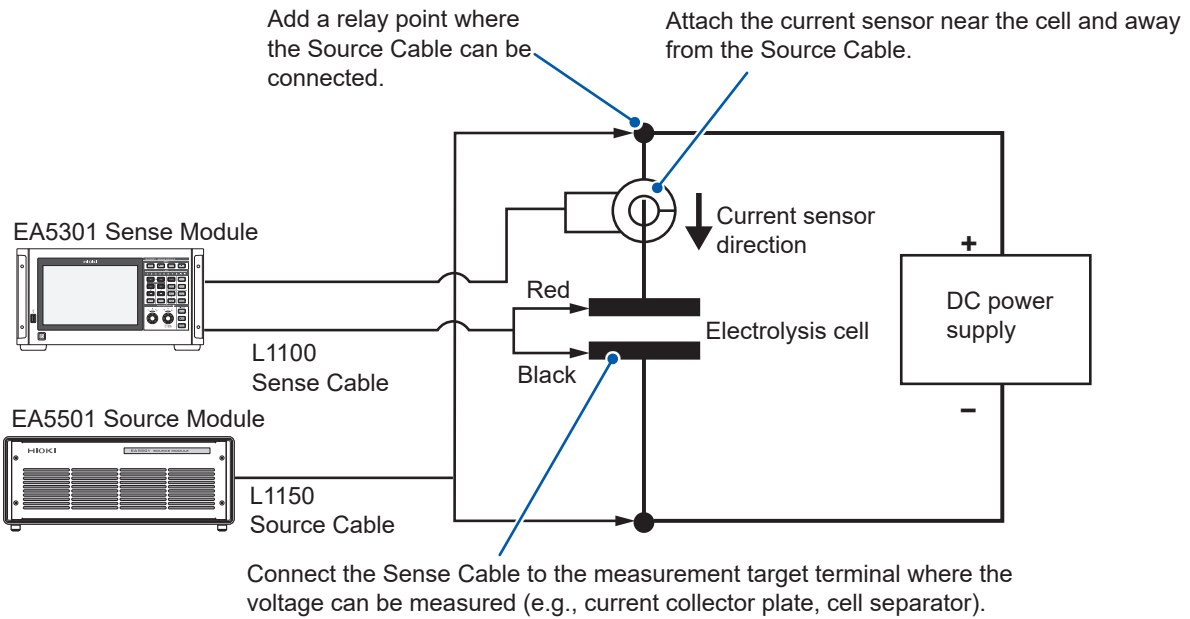 Add a relay point where
the Source Cable can be
connected.
Attach the current sensor near the cell and away
from the Source Cable.
EA5301 Sense Module
Current sensor
direction
+
DC power
supply
−
Red
Electrolysis cell
Black
L1100
Sense Cable
EA5501 Source Module
HIOKI
EA5501 SOURCE MODULE
L1150
Source Cable
Connect the Sense Cable to the measurement target terminal where the
voltage can be measured (e.g., current collector plate, cell separator).